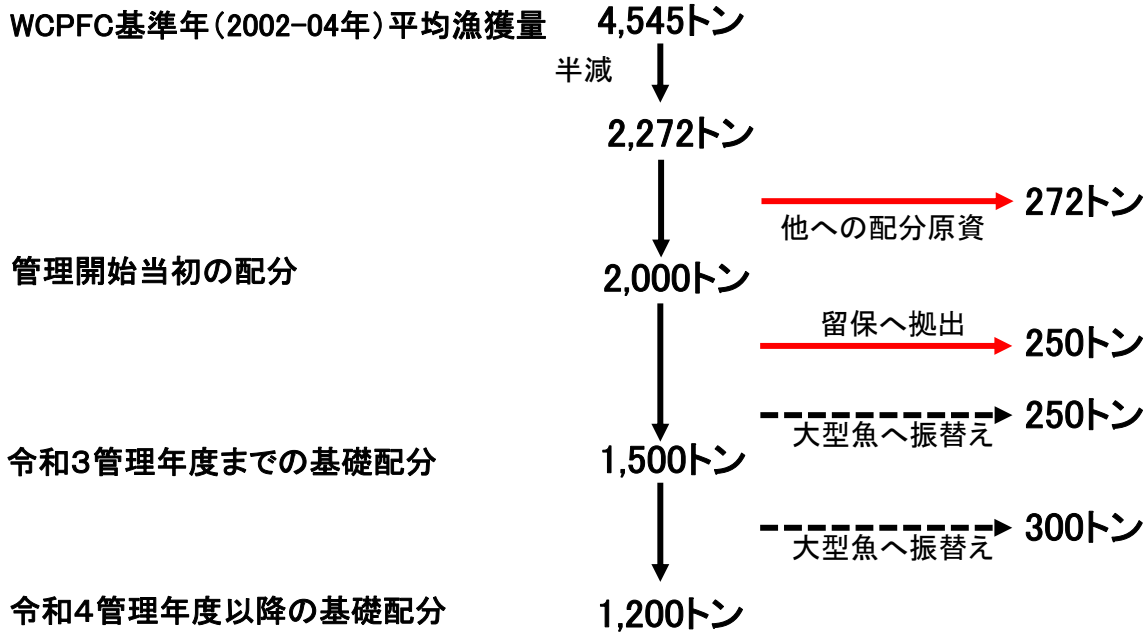 WCPFC基準年(2002-04年)平均漁獲量 4,545トン
半減
2,272トン
272トン
他への配分原資
管理開始当初の配分 2,000トン
留保へ拠出
250トン
250トン
大型魚へ振替え
令和3管理年度までの基礎配分 1,500トン
300トン
大型魚へ振替え
令和4管理年度以降の基礎配分 1,200トン